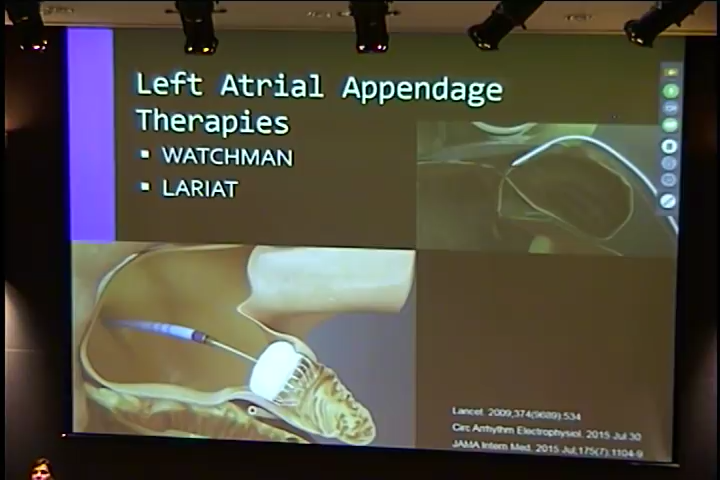 Left Atrial Appendage
Therapies
▪ WATCHMAN
▪ LARIAT
Lancet. 2009;374(9689):534
Circ Arrhythm Electrophysiol. 2015 Jul 30
JAMA Intern Med. 2015 Jul;175(7):1104-9